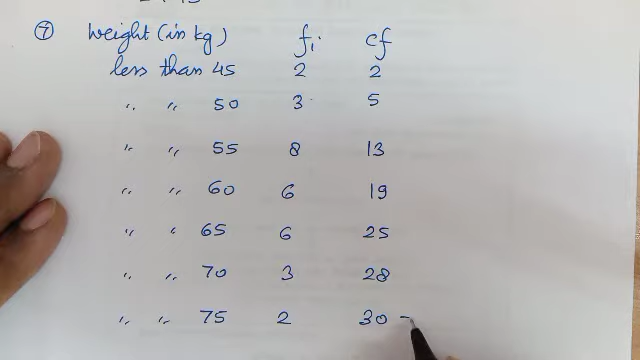 7 Weight (in kg) fi cf
less than 45 2 2
" " 50 3 5
" " 55 8 13
" " 60 6 19
" " 65 6 25
" " 70 3 28
" " 75 2 30 -